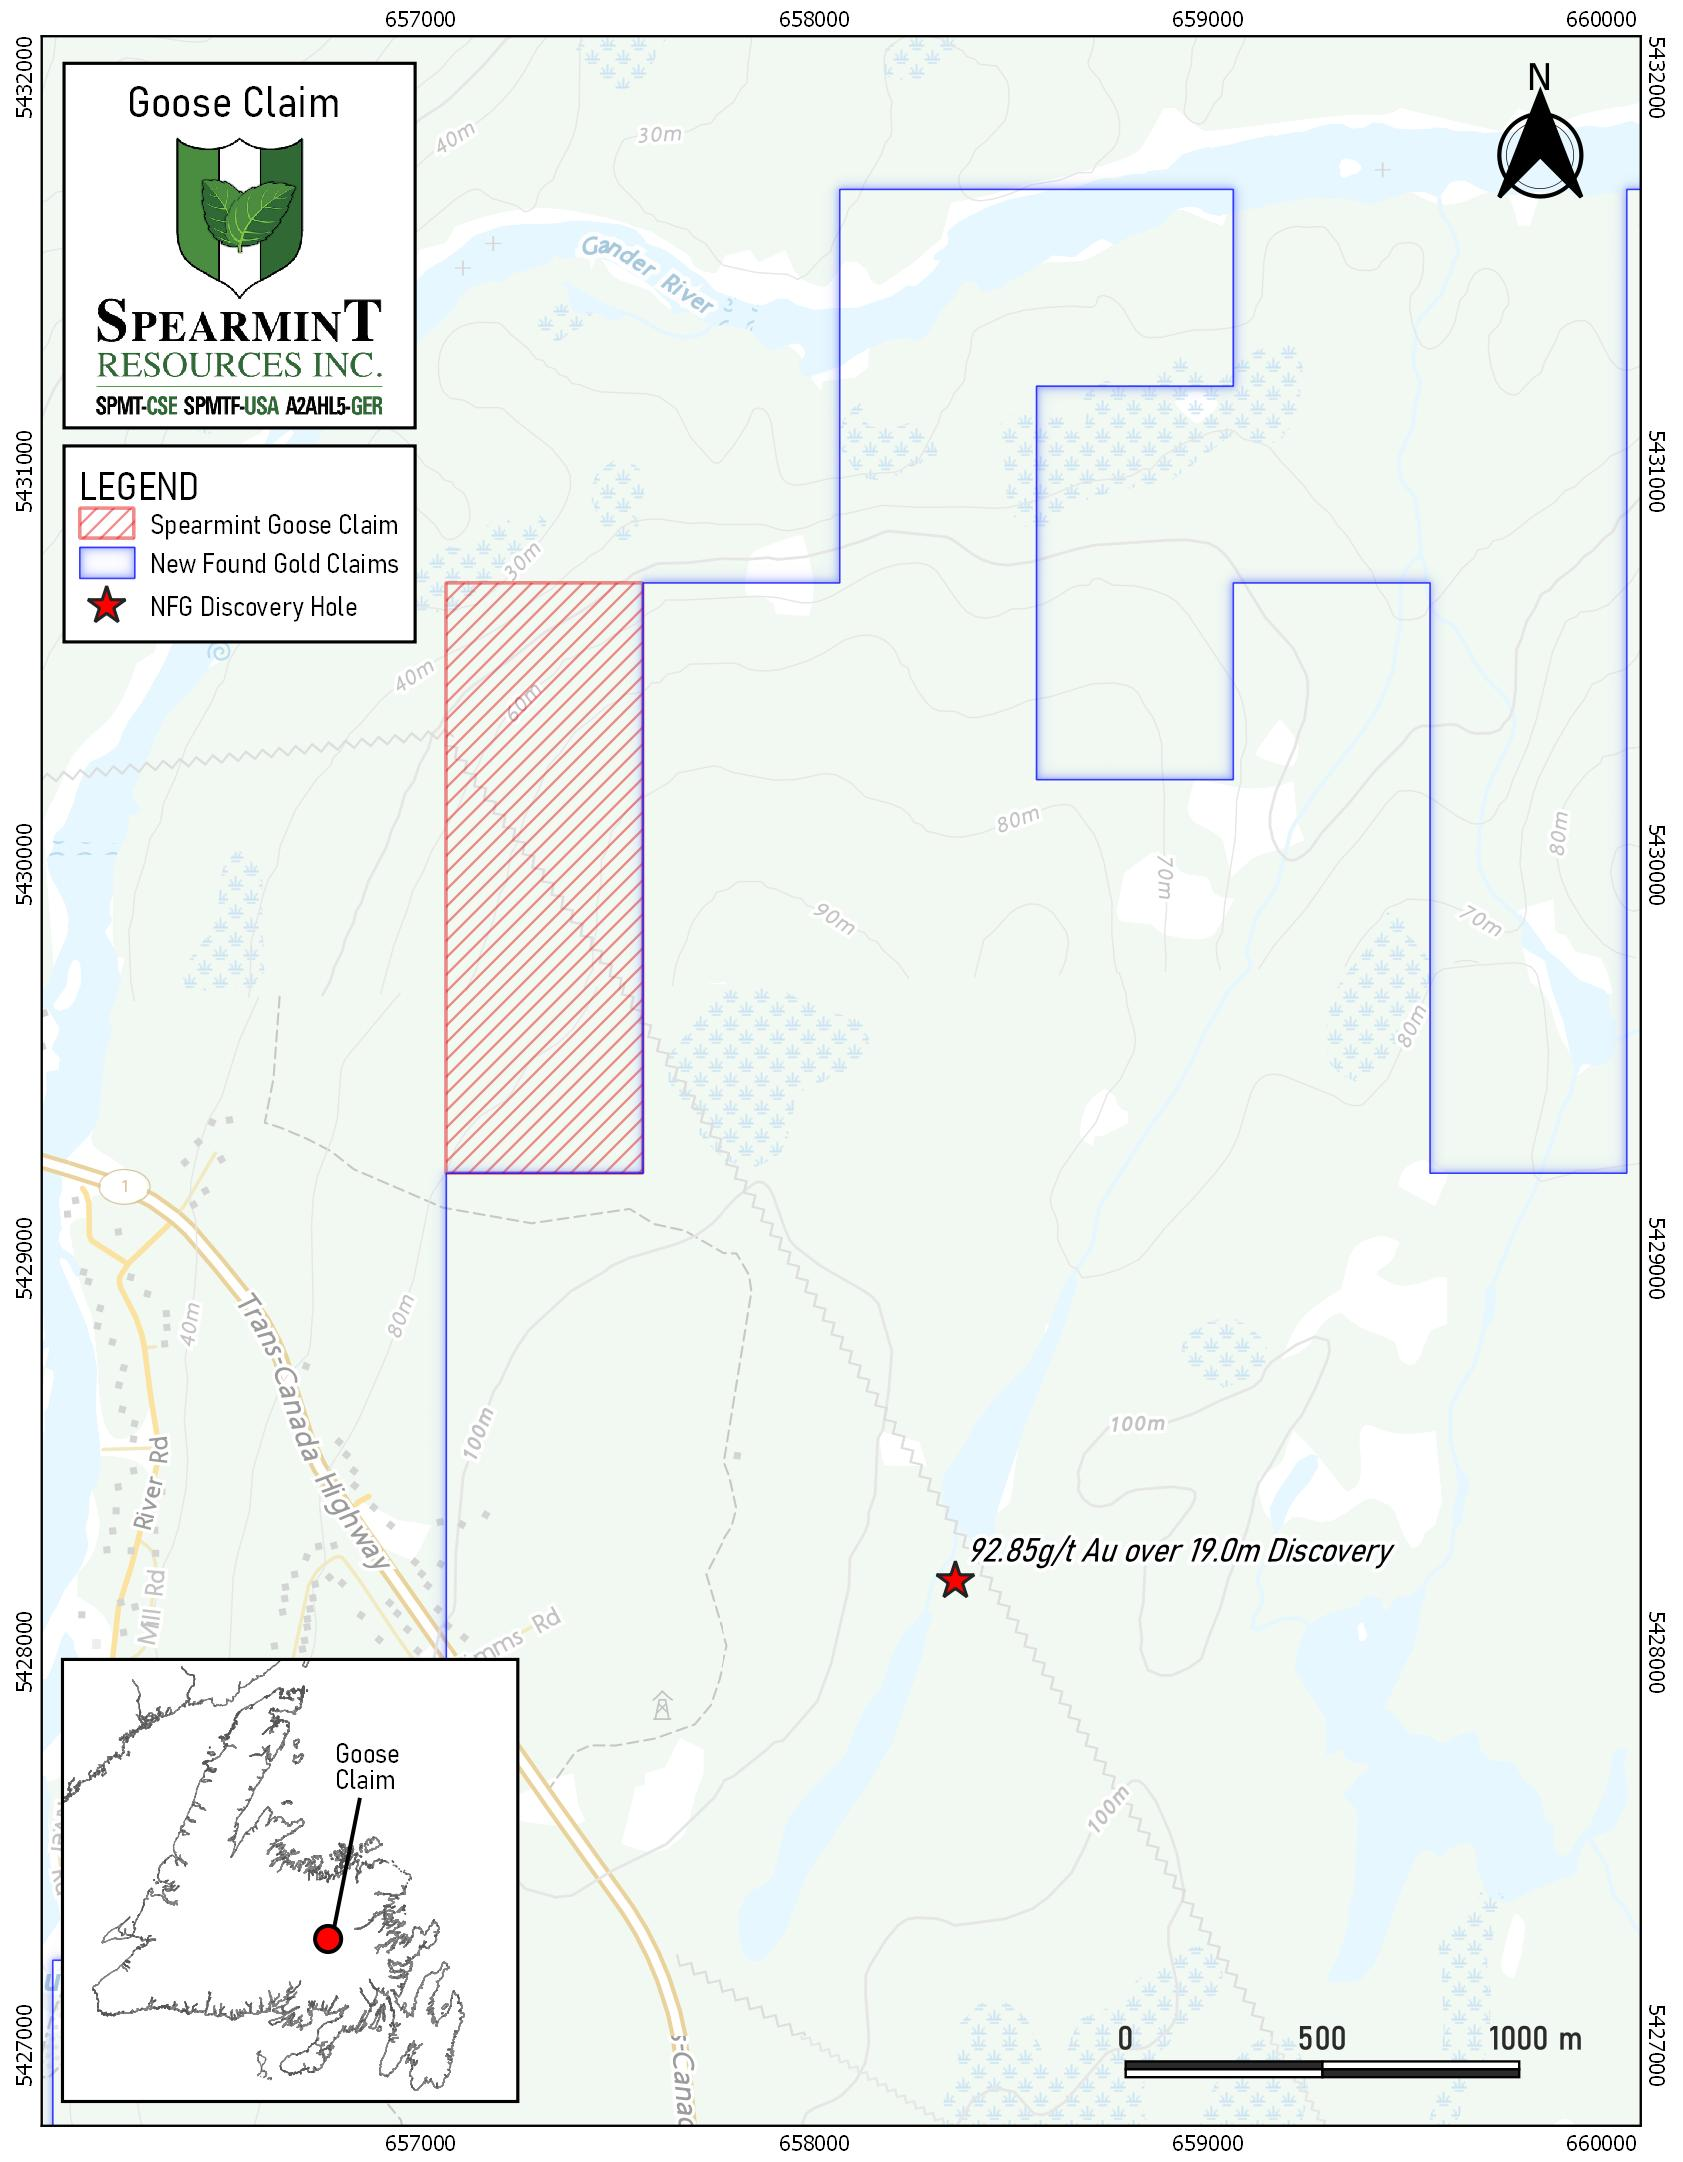 657000
658000
659000
660000
5432000
5432000
N
Goose Claim
SPEARMINT
RESOURCES INC.
SPMT-CSE SPMTF-USA A2AHL5-GER
40m
30m
Gander River
5431000
5431000
LEGEND
Spearmint Goose Claim
New Found Gold Claims
NFG Discovery Hole
30m
40m
60m
5430000
5430000
80m
80m
70m
90m
70m
80m
1
5429000
5429000
Trans-Canada Highway
40m
80m
100m
100m
River Rd
Mill Rd
92.85g/t Au over 19.0m Discovery
5428000
5428000
Goose
Claim
100m
5427000
5427000
0 500 1000 m
657000
658000
659000
660000